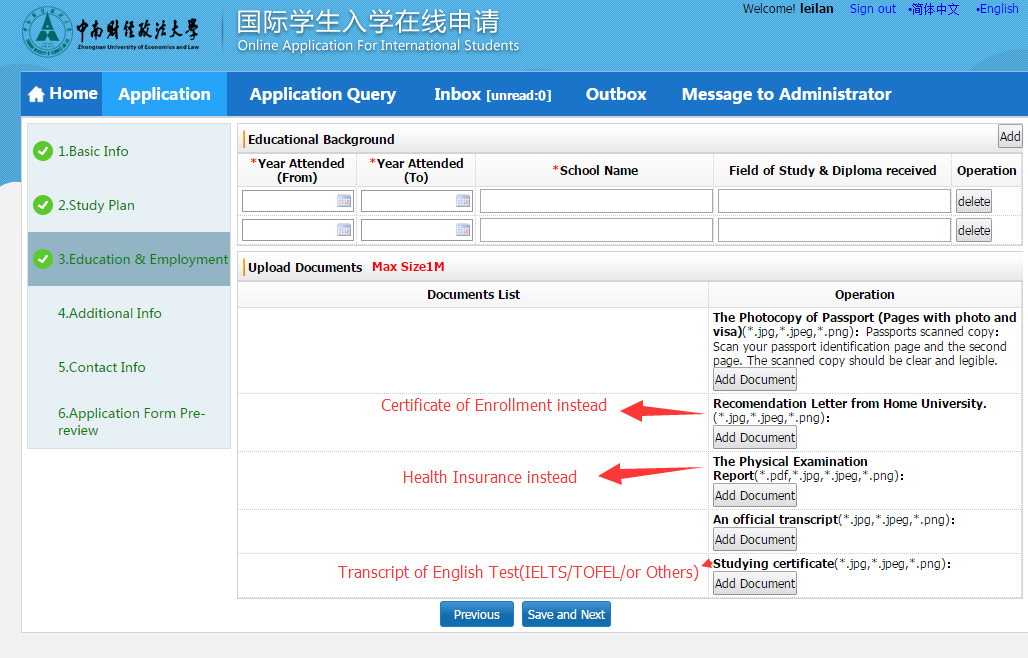 Welcome! leilan Sign out •简体中文 •English
中南财经政法大学
Zhongnan University of Economics and Law
国际学生入学在线申请
Online Application For International Students
Home Application Application Query Inbox [unread:0] Outbox Message to Administrator
1.Basic Info
2.Study Plan
3.Education & Employment
4.Additional Info
5.Contact Info
6.Application Form Pre-
review
Educational Background Add
*Year Attended
(From)
*Year Attended
(To)
*School Name
Field of Study & Diploma received
Operation
delete
delete
Upload Documents Max Size1M
Documents List Operation
The Photocopy of Passport (Pages with photo and
visa)(*.jpg,*.jpeg,*.png)：Passports scanned copy：
Scan your passport identification page and the second
page. The scanned copy should be clear and legible.
Add Document
Certificate of Enrollment instead
Recomendation Letter from Home University.
(*.jpg,*.jpeg,*.png)：
Add Document
Health Insurance instead
The Physical Examination
Report(*.pdf,*.jpg,*.jpeg,*.png)：
Add Document
An official transcript(*.jpg,*.jpeg,*.png)：
Add Document
Transcript of English Test(IELTS/TOFEL/or Others)
Studying certificate(*.jpg,*.jpeg,*.png)：
Add Document
Previous Save and Next